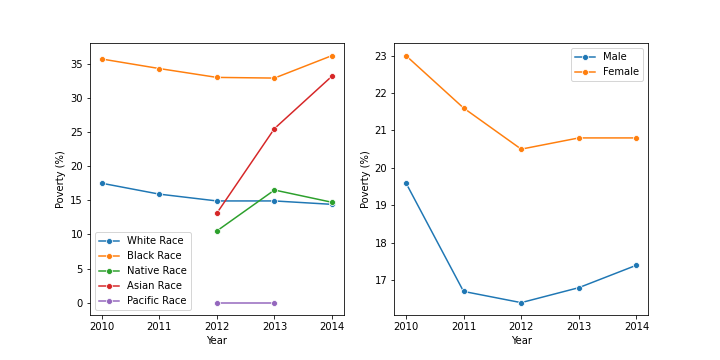 35
30
25
20
15
10
5
0
Poverty (%)
White Race
Black Race
Native Race
Asian Race
Pacific Race
2010 2011 2012 2013 2014
Year
23
22
21
20
19
18
17
Poverty (%)
Male
Female
2010 2011 2012 2013 2014
Year